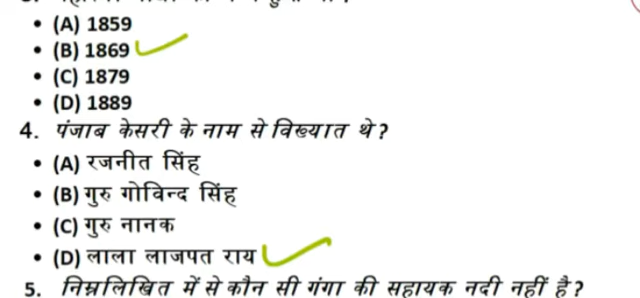 • (A) 1859
• (B) 1869
• (C) 1879
• (D) 1889
4. पंजाब केसरी के नाम से विख्यात थे?
• (A) रजनीत सिंह
• (B) गुरु गोविन्द सिंह
• (C) गुरु नानक
• (D) लाला लाजपत राय
5. निम्नलिखित में से कौन सी गंगा की सहायक नदी नहीं है?